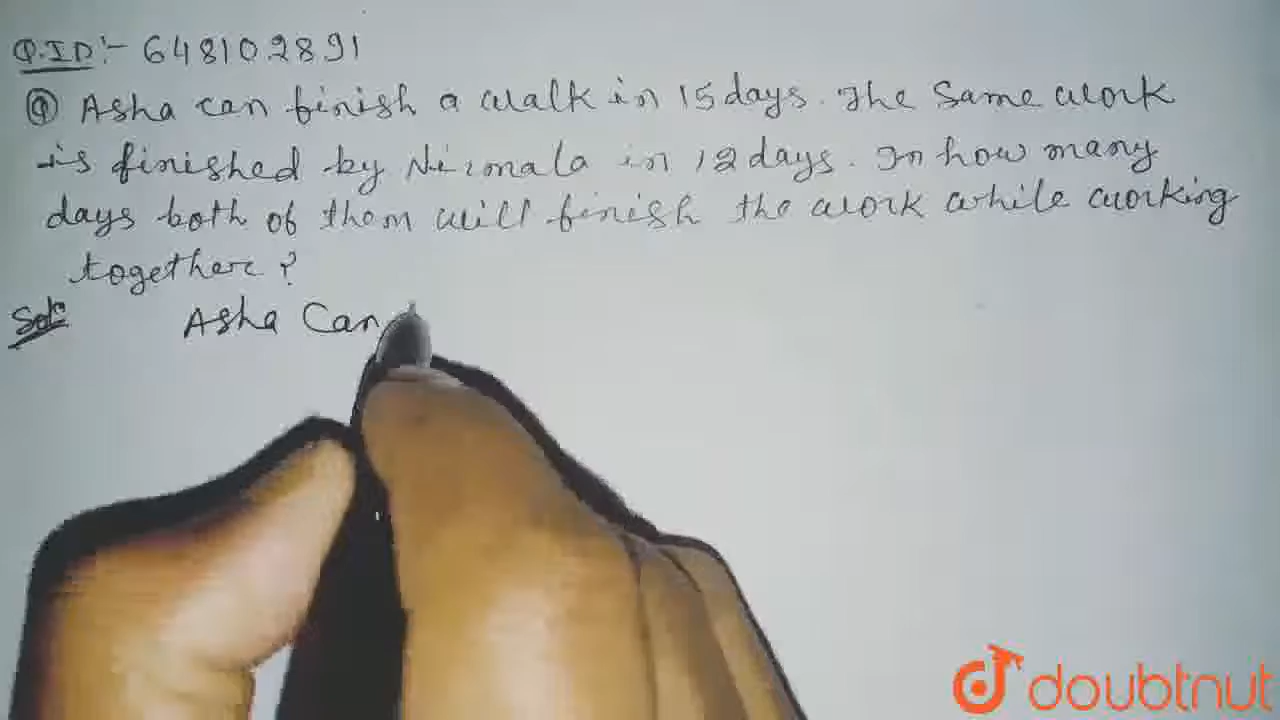 Q.ID:- 648102891
Q Asha can finish a walk in 15 days. The same work
is finished by Nirmala in 12 days. In how many
days both of them will finish the work while working
together?
Soln Asha Can
doubtnut